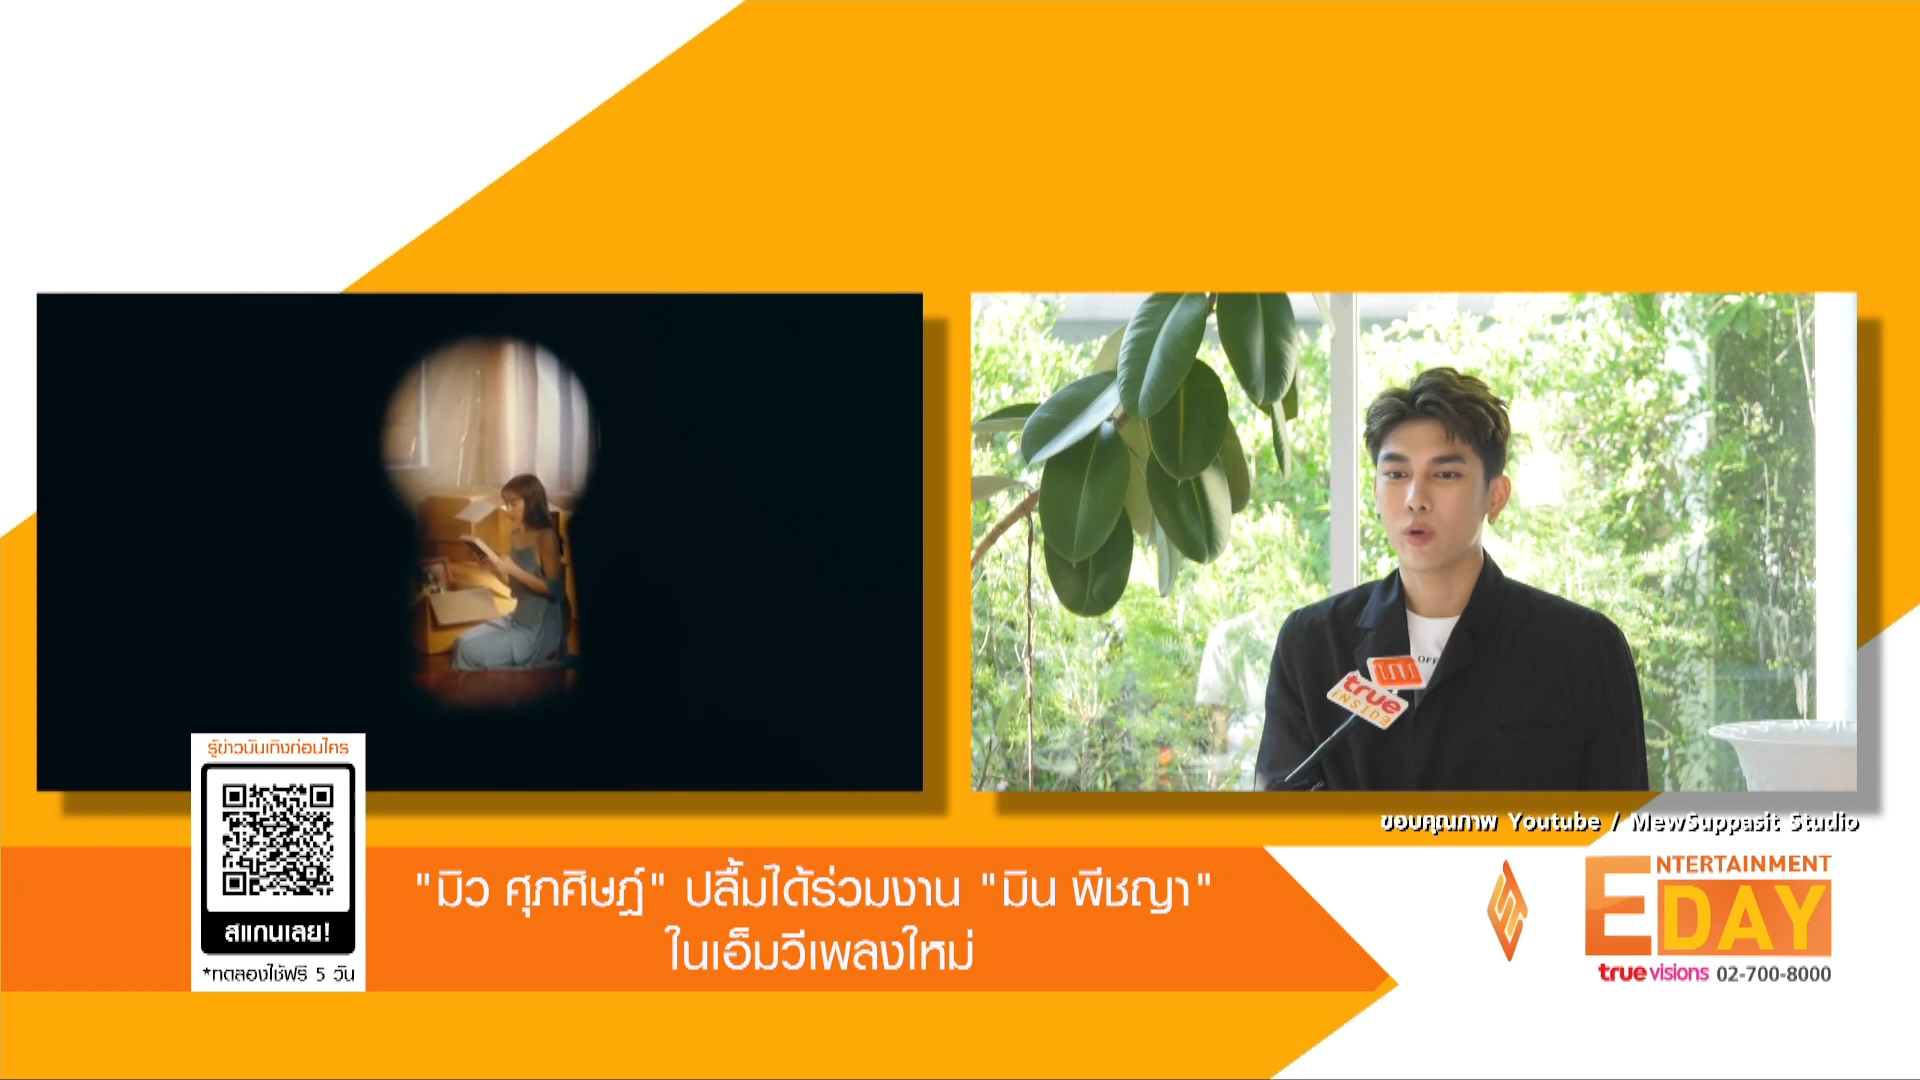 OFF
true
INSIDE
รู้ข่าวบันเทิงก่อนใคร
สแกนเลย!
*ทดลองใช้ฟรี 5 วัน
ขอบคุณภาพ Youtube / MewSuppasit Studio
"มิว ศุภศิษฏ์" ปลื้มได้ร่วมงาน "มิน พีชญา"
ในเอ็มวีเพลงใหม่
ENTERTAINMENT
DAY
truevisions 02-700-8000